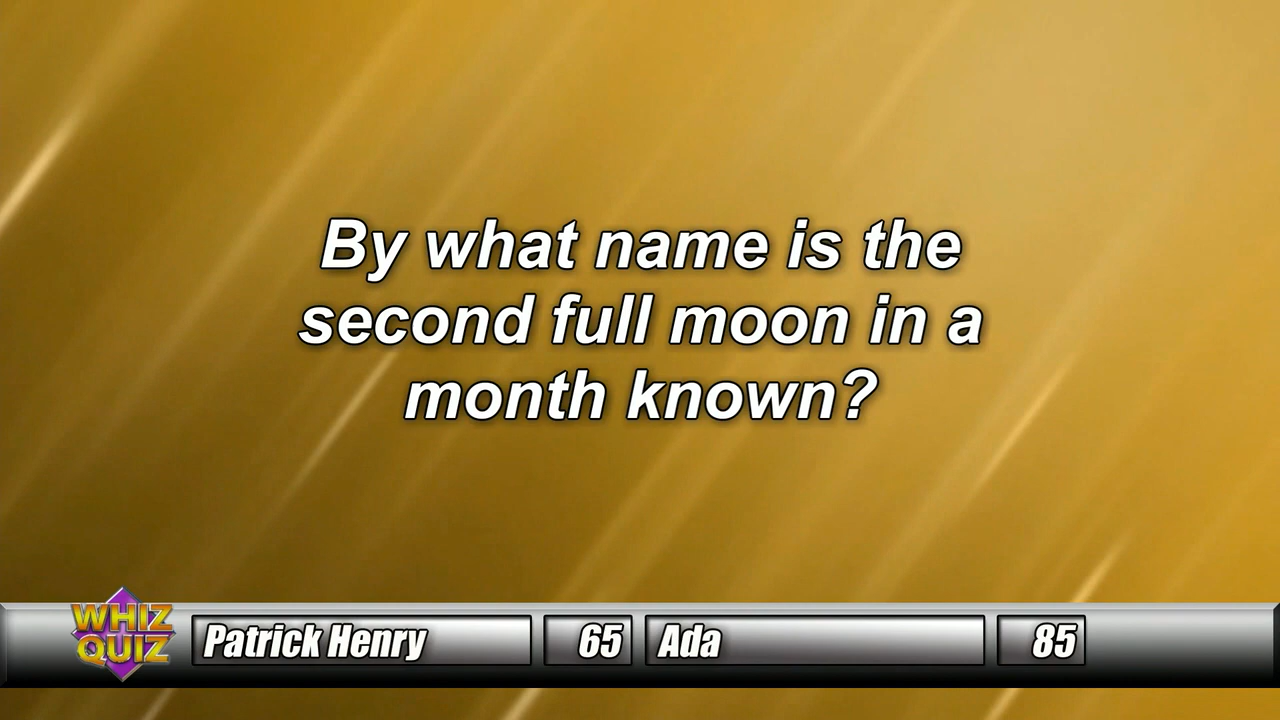 By what name is the
second full moon in a
month known?
WHIZ
QUIZ
Patrick Henry 65 Ada 85